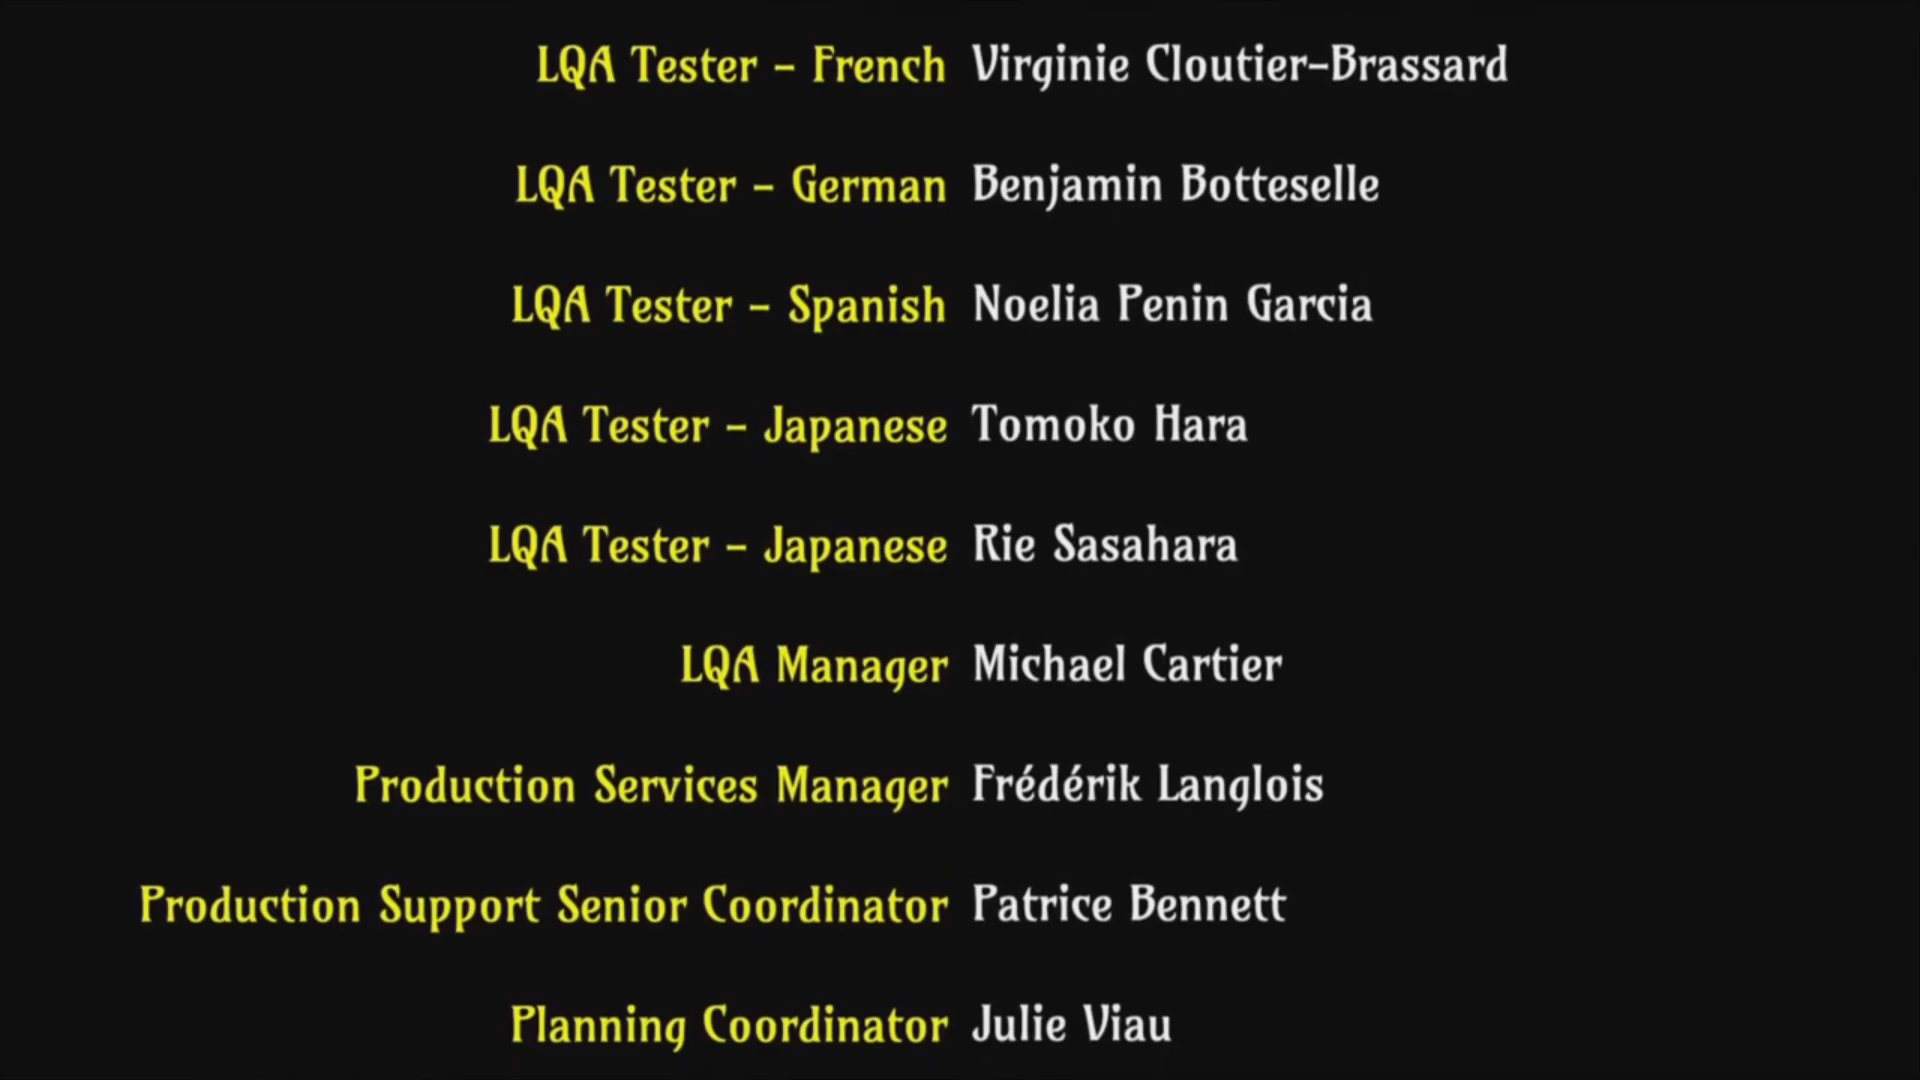 LQA Tester - French Virginie Cloutier-Brassard
LQA Tester - German Benjamin Botteselle
LQA Tester - Spanish Noelia Penin Garcia
LQA Tester - Japanese Tomoko Hara
LQA Tester - Japanese Rie Sasahara
LQA Manager Michael Cartier
Production Services Manager Frédérik Langlois
Production Support Senior Coordinator Patrice Bennett
Planning Coordinator Julie Viau